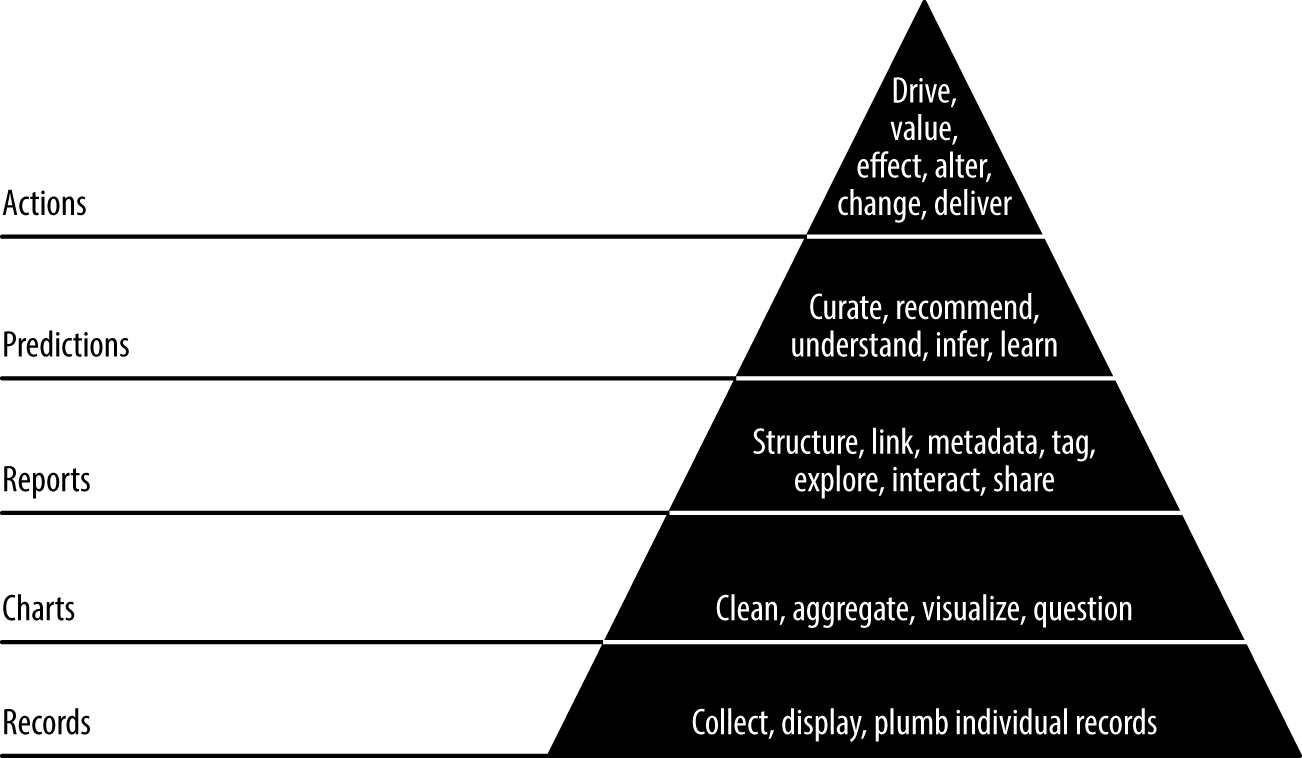 Drive,
value,
effect, alter,
change, deliver
Actions
Curate, recommend,
understand, infer, learn
Predictions
Structure, link, metadata, tag,
explore, interact, share
Reports
Clean, aggregate, visualize, question
Charts
Collect, display, plumb individual records
Records